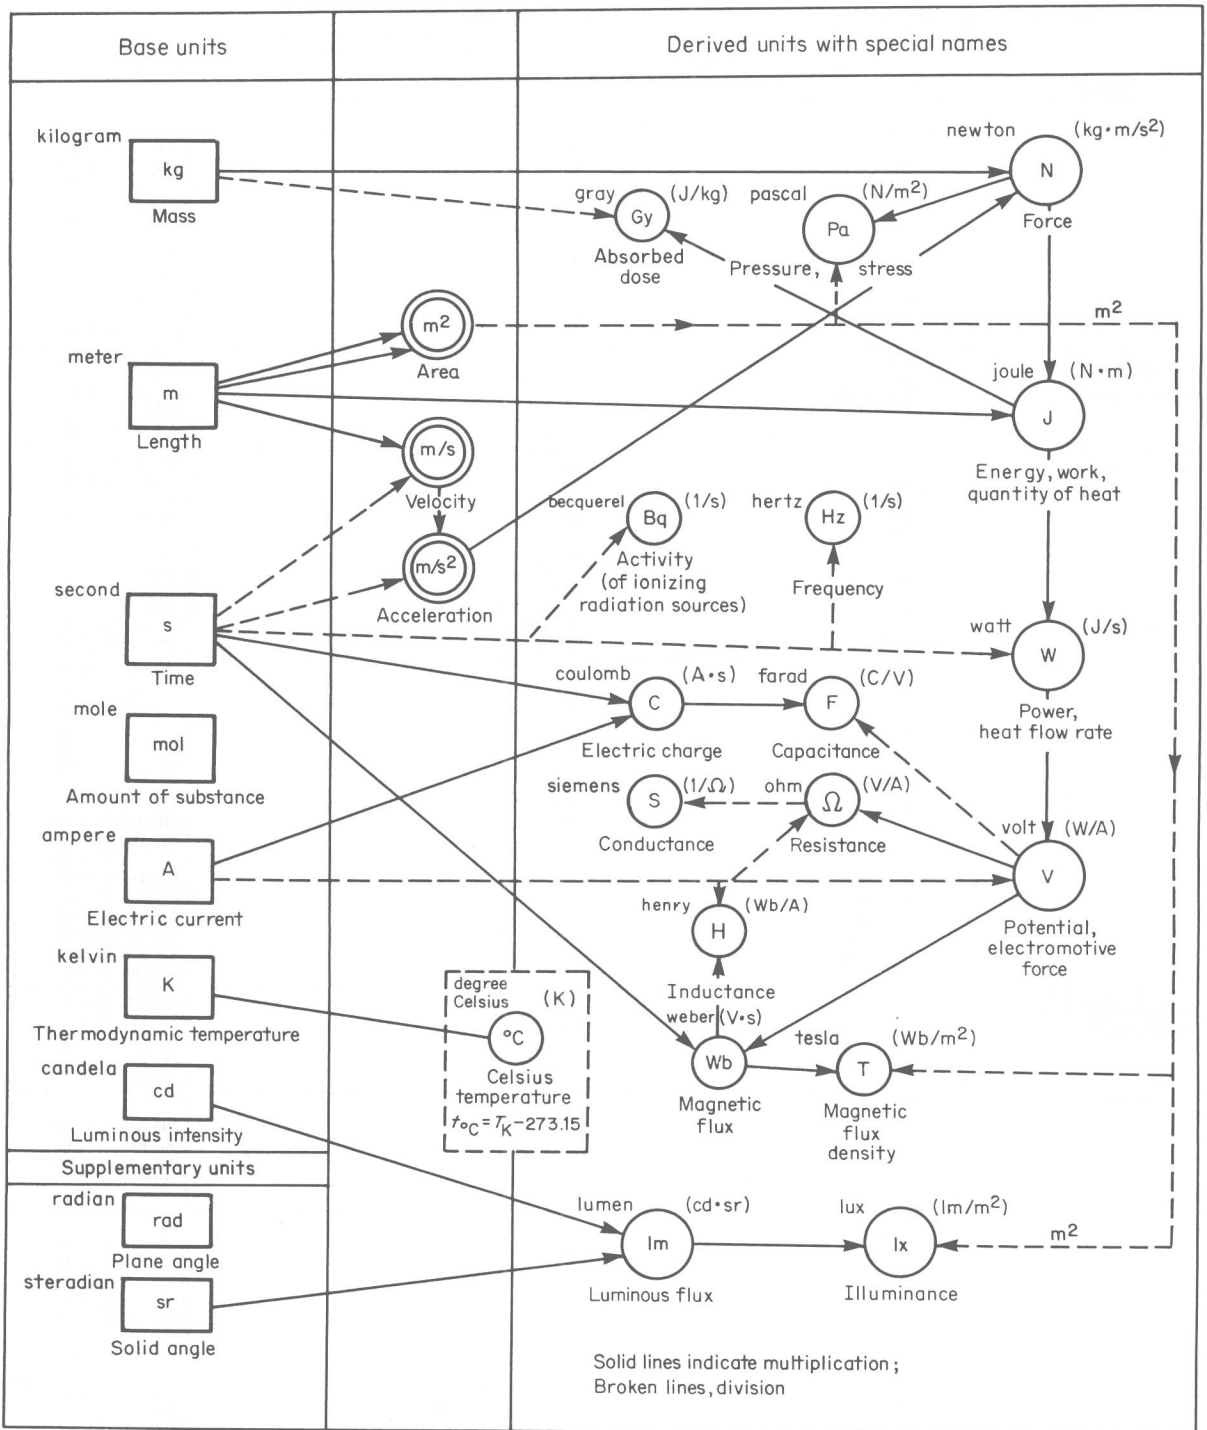 Base units
Derived units with special names
kilogram
kg
Mass
newton
(kg·m/s²)
N
Force
gray
(J/kg)
Gy
Absorbed
dose
pascal
(N/m²)
Pa
Pressure, stress
m²
Area
m²
meter
m
Length
joule
(N·m)
J
Energy, work,
quantity of heat
m/s
Velocity
m/s²
Acceleration
becquerel
(1/s)
Bq
Activity
(of ionizing
radiation sources)
hertz
(1/s)
Hz
Frequency
second
s
Time
watt
(J/s)
W
Power,
heat flow rate
coulomb
(A·s)
C
Electric charge
farad
(C/V)
F
Capacitance
mole
mol
Amount of substance
siemens
(1/Ω)
S
Conductance
ohm
(V/A)
Ω
Resistance
volt
(W/A)
V
Potential,
electromotive
force
ampere
A
Electric current
henry
(Wb/A)
H
Inductance
kelvin
K
Thermodynamic temperature
degree
Celsius
(K)
°C
Celsius
temperature
t°C = TK − 273.15
weber (V·s)
Wb
Magnetic
flux
tesla
(Wb/m²)
T
Magnetic
flux
density
candela
cd
Luminous intensity
Supplementary units
radian
rad
Plane angle
steradian
sr
Solid angle
lumen
(cd·sr)
lm
Luminous flux
lux
(lm/m²)
lx
Illuminance
m²
Solid lines indicate multiplication;
Broken lines, division